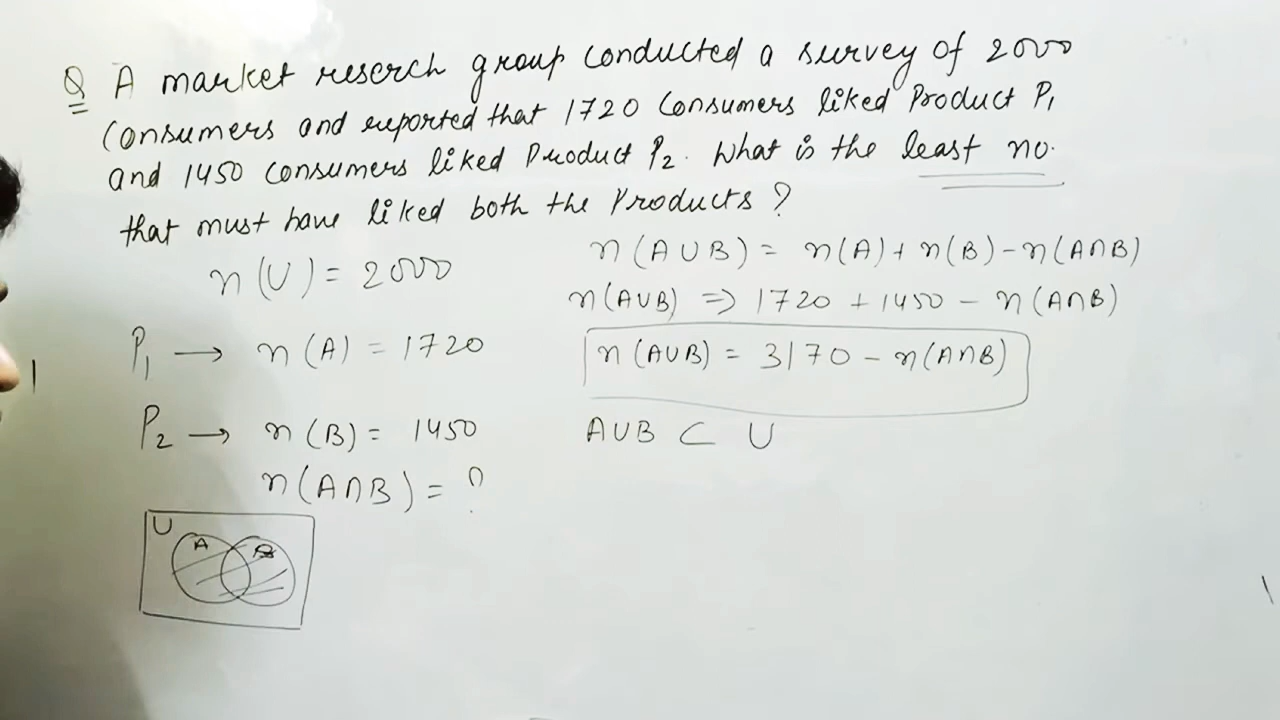 Q A market reserch group conducted a survey of 2000
Consumers and reported that 1720 Consumers liked Product P₁
and 1450 consumers liked Product P₂. What is the least no.
that must have liked both the Products ?
n(U) = 2000
P₁ → n(A) = 1720
P₂ → n(B) = 1450
n(A∩B) = ?
U
A B
n(A∪B) = n(A) + n(B) - n(A∩B)
n(A∪B) => 1720 + 1450 - n(A∩B)
n(A∪B) = 3170 - n(A∩B)
A∪B ⊂ U